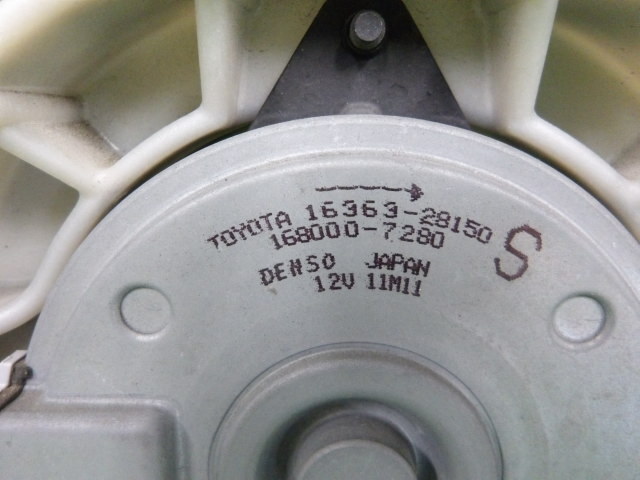 TOYOTA 16363-28150
168000-7280
S
DENSO JAPAN
12V 11M11